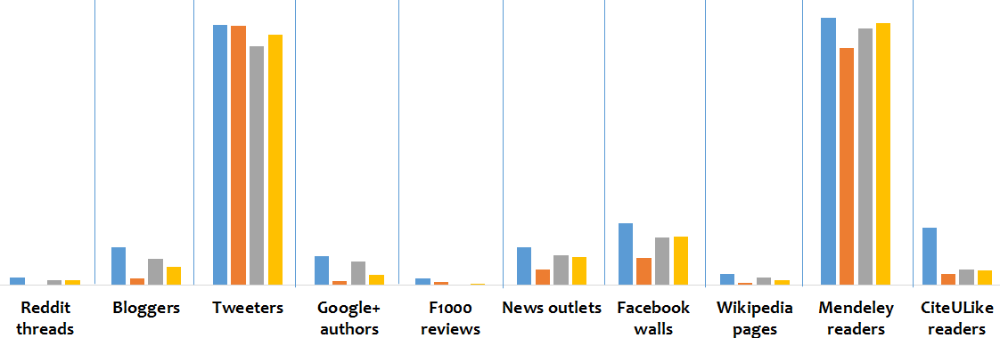 Reddit threads
Bloggers
Tweeters
Google+ authors
F1000 reviews
News outlets
Facebook walls
Wikipedia pages
Mendeley readers
CiteULike readers